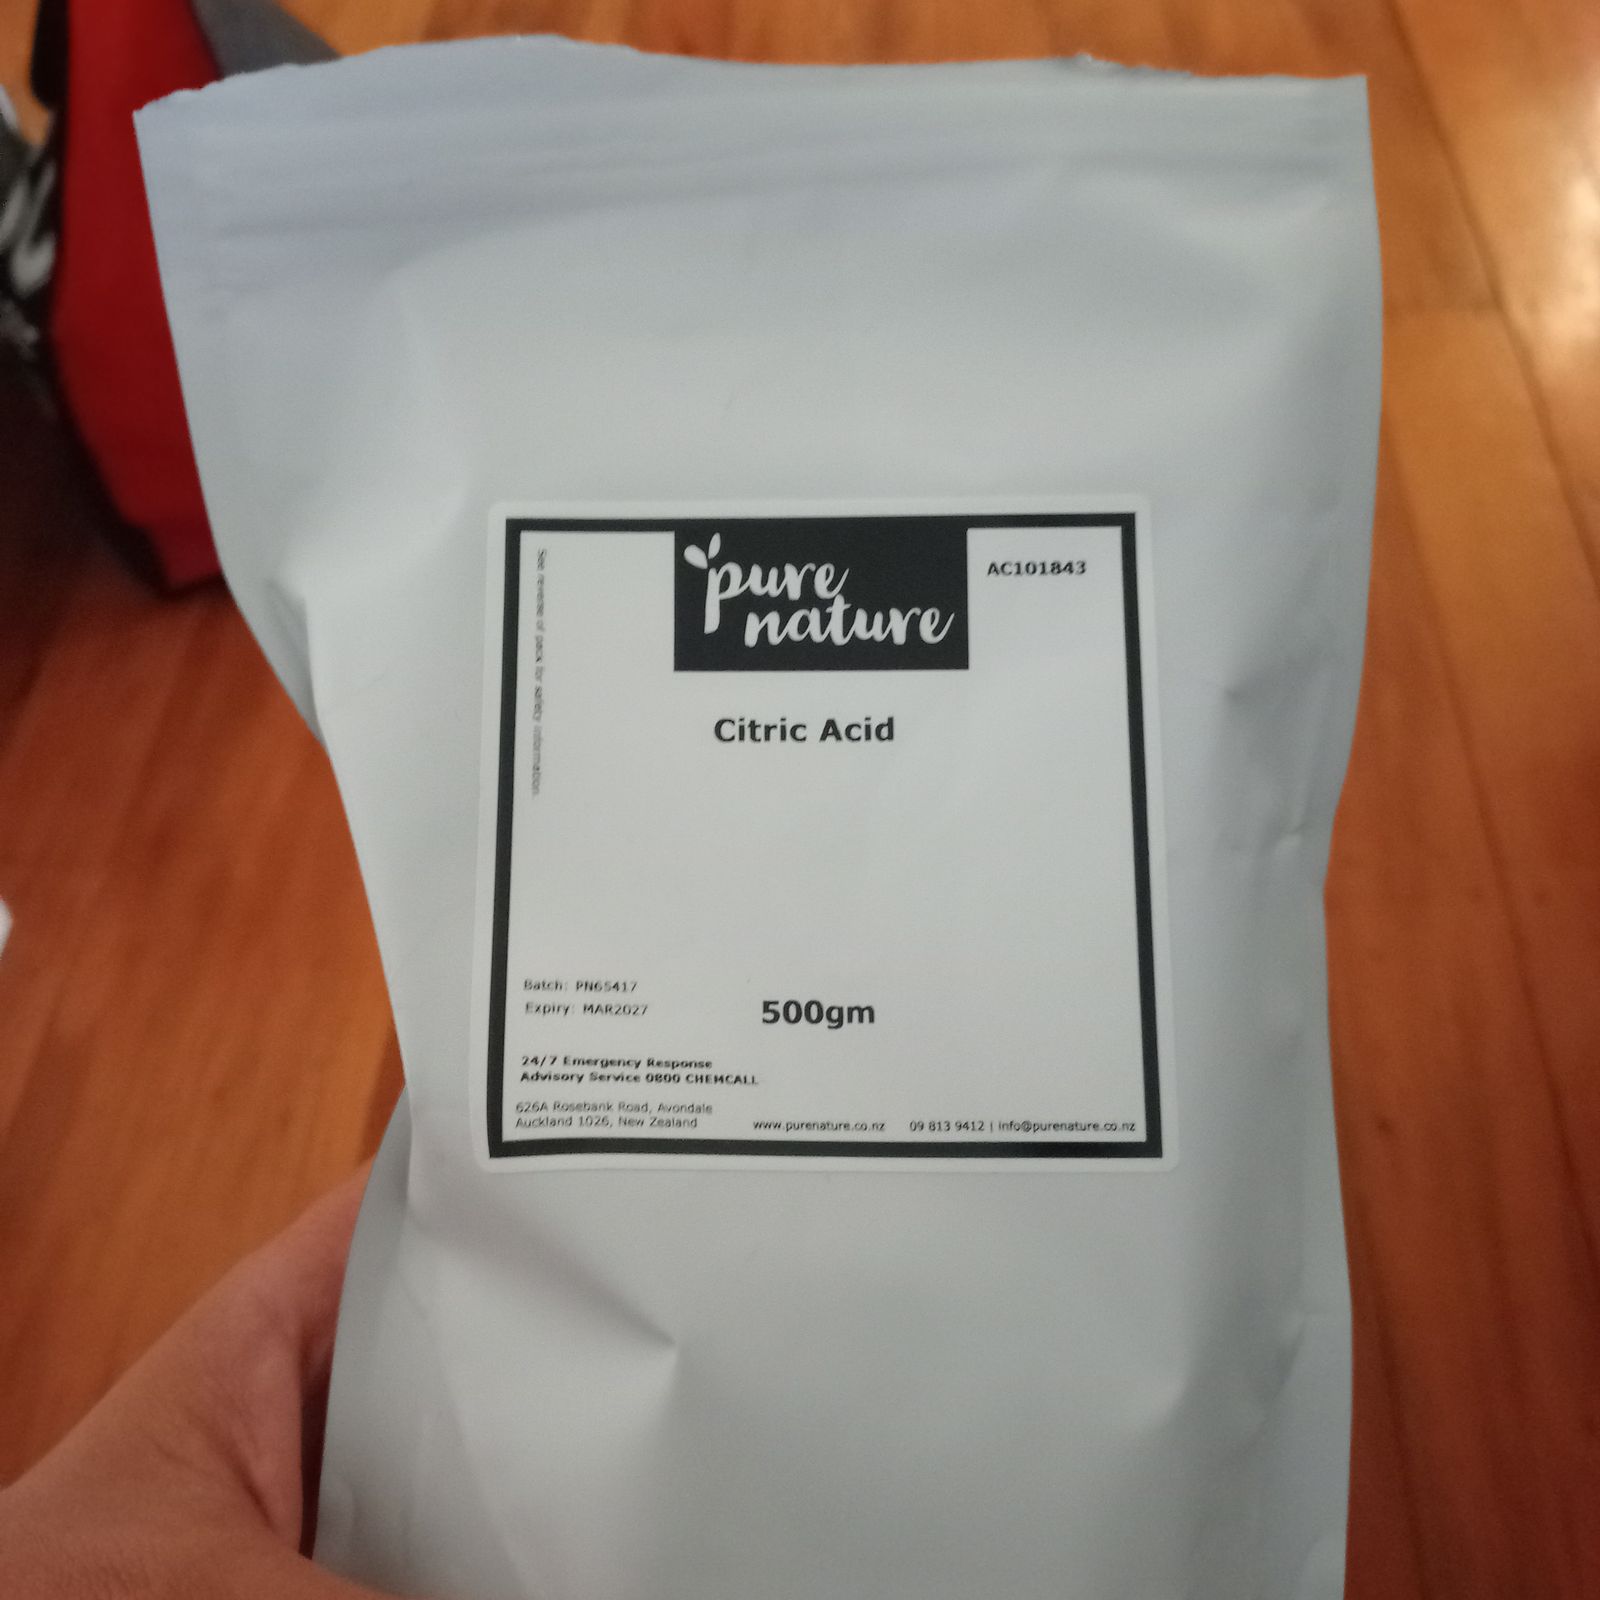 pure
nature
AC101843
See reverse of pack for safety information.
Citric Acid
Batch: PN65417
Expiry: MAR2027
500gm
24/7 Emergency Response
Advisory Service 0800 CHEMCALL
626A Rosebank Road, Avondale
Auckland 1026, New Zealand
www.purenature.co.nz
09 813 9412 | info@purenature.co.nz